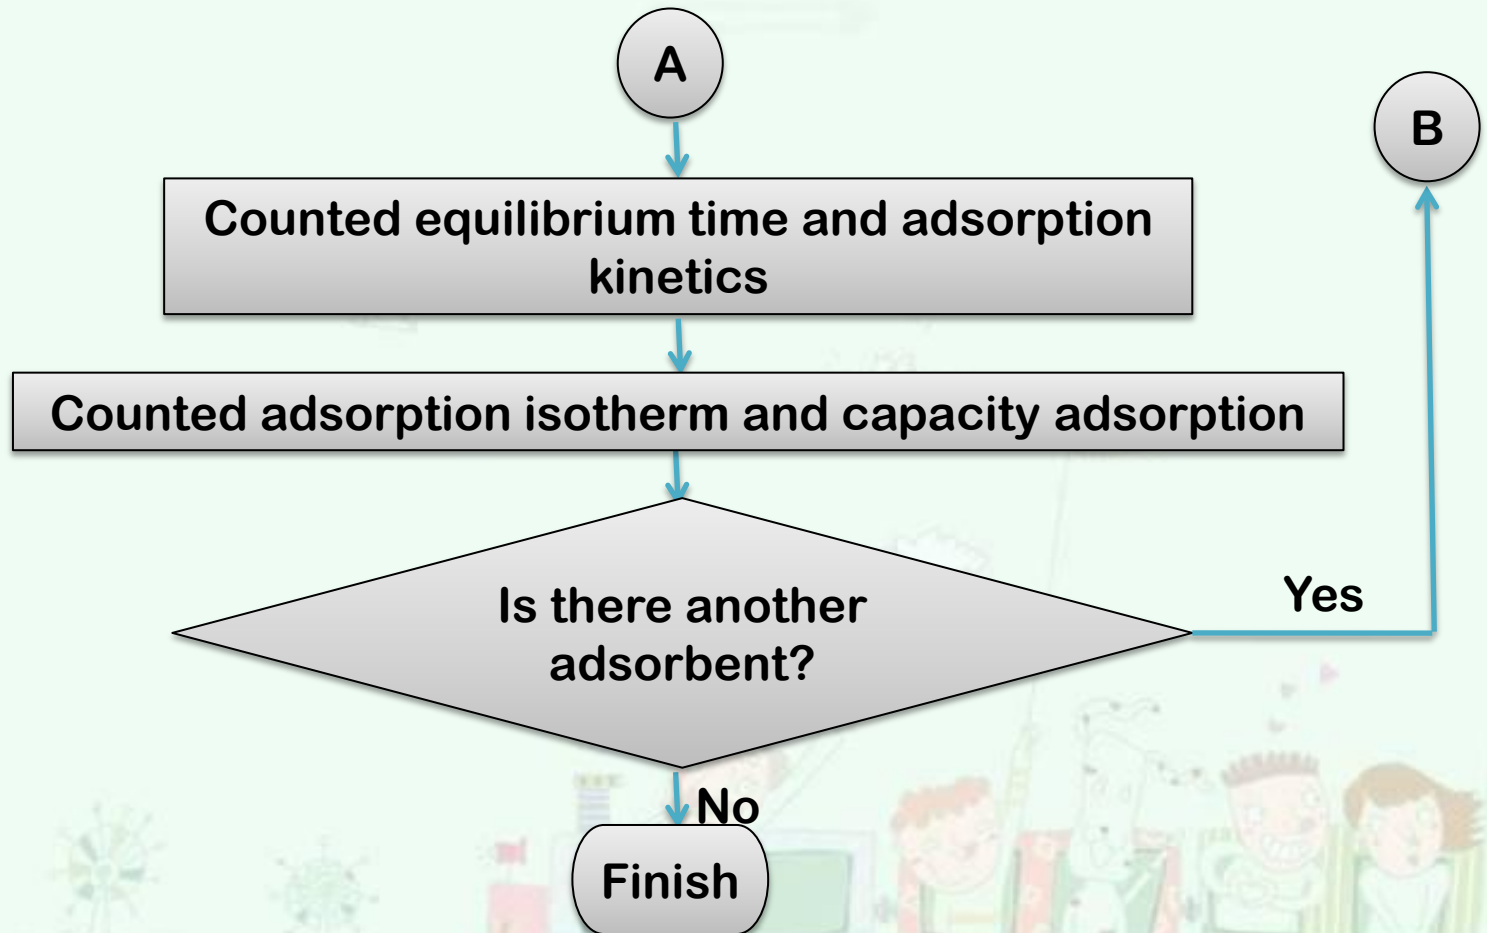 A
B
Counted equilibrium time and adsorption
kinetics
Counted adsorption isotherm and capacity adsorption
Is there another
adsorbent?
Yes
No
Finish